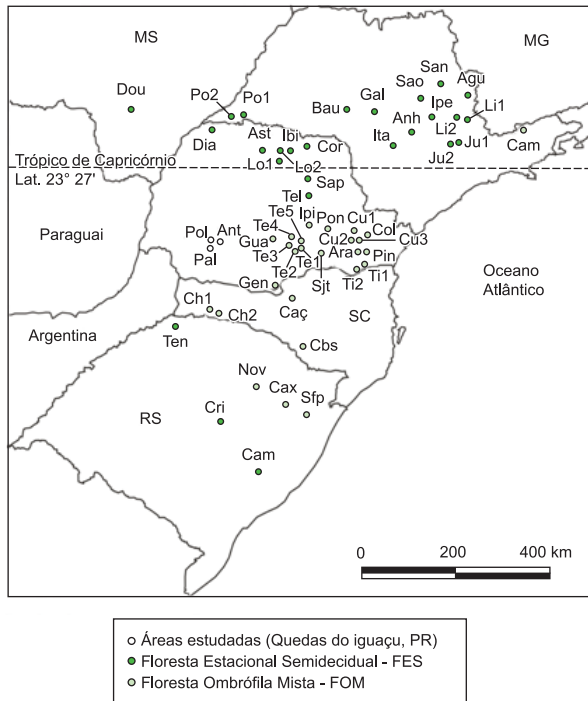 MS
MG
Dou
San
Agu
Po2
Po1
Sao
Bau
Gal
Ipe
Li1
Anh
Li2
Dia
Ast
Ibi
Cor
Ita
Ju1
Ju2
Cam
Trópico de Capricórnio
Lat. 23° 27'
Lo1
Lo2
Sap
Tel
Ipi
Te5
Te4
Pon
Cu1
Col
Pol
Ant
Gua
Cu2
Cu3
Paraguai
Pal
Te3
Te1
Ara
Pin
Te2
Sjt
Ti2
Ti1
Oceano
Atlântico
Gen
Ch1
Ch2
Caç
SC
Argentina
Ten
Cbs
Nov
Cax
Sfp
RS
Cri
Cam
0 200 400 km
Áreas estudadas (Quedas do iguaçu, PR)
Floresta Estacional Semidecidual - FES
Floresta Ombrófila Mista - FOM